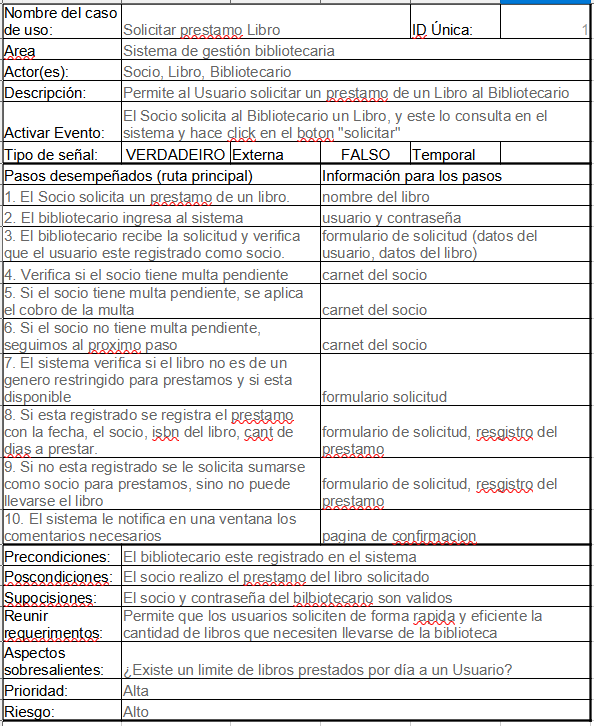 Nombre del caso
de uso: Solicitar prestamo Libro ID Única: 1
Area Sistema de gestión bibliotecaria
Actor(es): Socio, Libro, Bibliotecario
Descripción: Permite al Usuario solicitar un prestamo de un Libro al Bibliotecario
El Socio solicita al Bibliotecario un Libro, y este lo consulta en el
Activar Evento: sistema y hace click en el boton "solicitar"
Tipo de señal: VERDADEIRO Externa FALSO Temporal
Pasos desempeñados (ruta principal) Información para los pasos
1. El Socio solicita un prestamo de un libro. nombre del libro
2. El bibliotecario ingresa al sistema usuario y contraseña
3. El bibliotecario recibe la solicitud y verifica formulario de solicitud (datos del
que el usuario este registrado como socio. usuario, datos del libro)
4. Verifica si el socio tiene multa pendiente carnet del socio
5. Si el socio tiene multa pendiente, se aplica
el cobro de la multa carnet del socio
6. Si el socio no tiene multa pendiente,
seguimos al proximo paso carnet del socio
7. El sistema verifica si el libro no es de un
genero restringido para prestamos y si esta
disponible formulario solicitud
8. Si esta registrado se registra el prestamo
con la fecha, el socio, isbn del libro, cant de formulario de solicitud, resgistro del
dias a prestar. prestamo
9. Si no esta registrado se le solicita sumarse
como socio para prestamos, sino no puede formulario de solicitud, resgistro del
llevarse el libro prestamo
10. El sistema le notifica en una ventana los
comentarios necesarios pagina de confirmacion
Precondiciones: El bibliotecario este registrado en el sistema
Poscondiciones: El socio realizo el prestamo del libro solicitado
Supocisiones: El socio y contraseña del bilbiotecario son validos
Reunir Permite que los usuarios soliciten de forma rapida y eficiente la
requerimentos: cantidad de libros que necesiten llevarse de la biblioteca
Aspectos
sobresalientes: ¿Existe un limite de libros prestados por día a un Usuario?
Prioridad: Alta
Riesgo: Alto